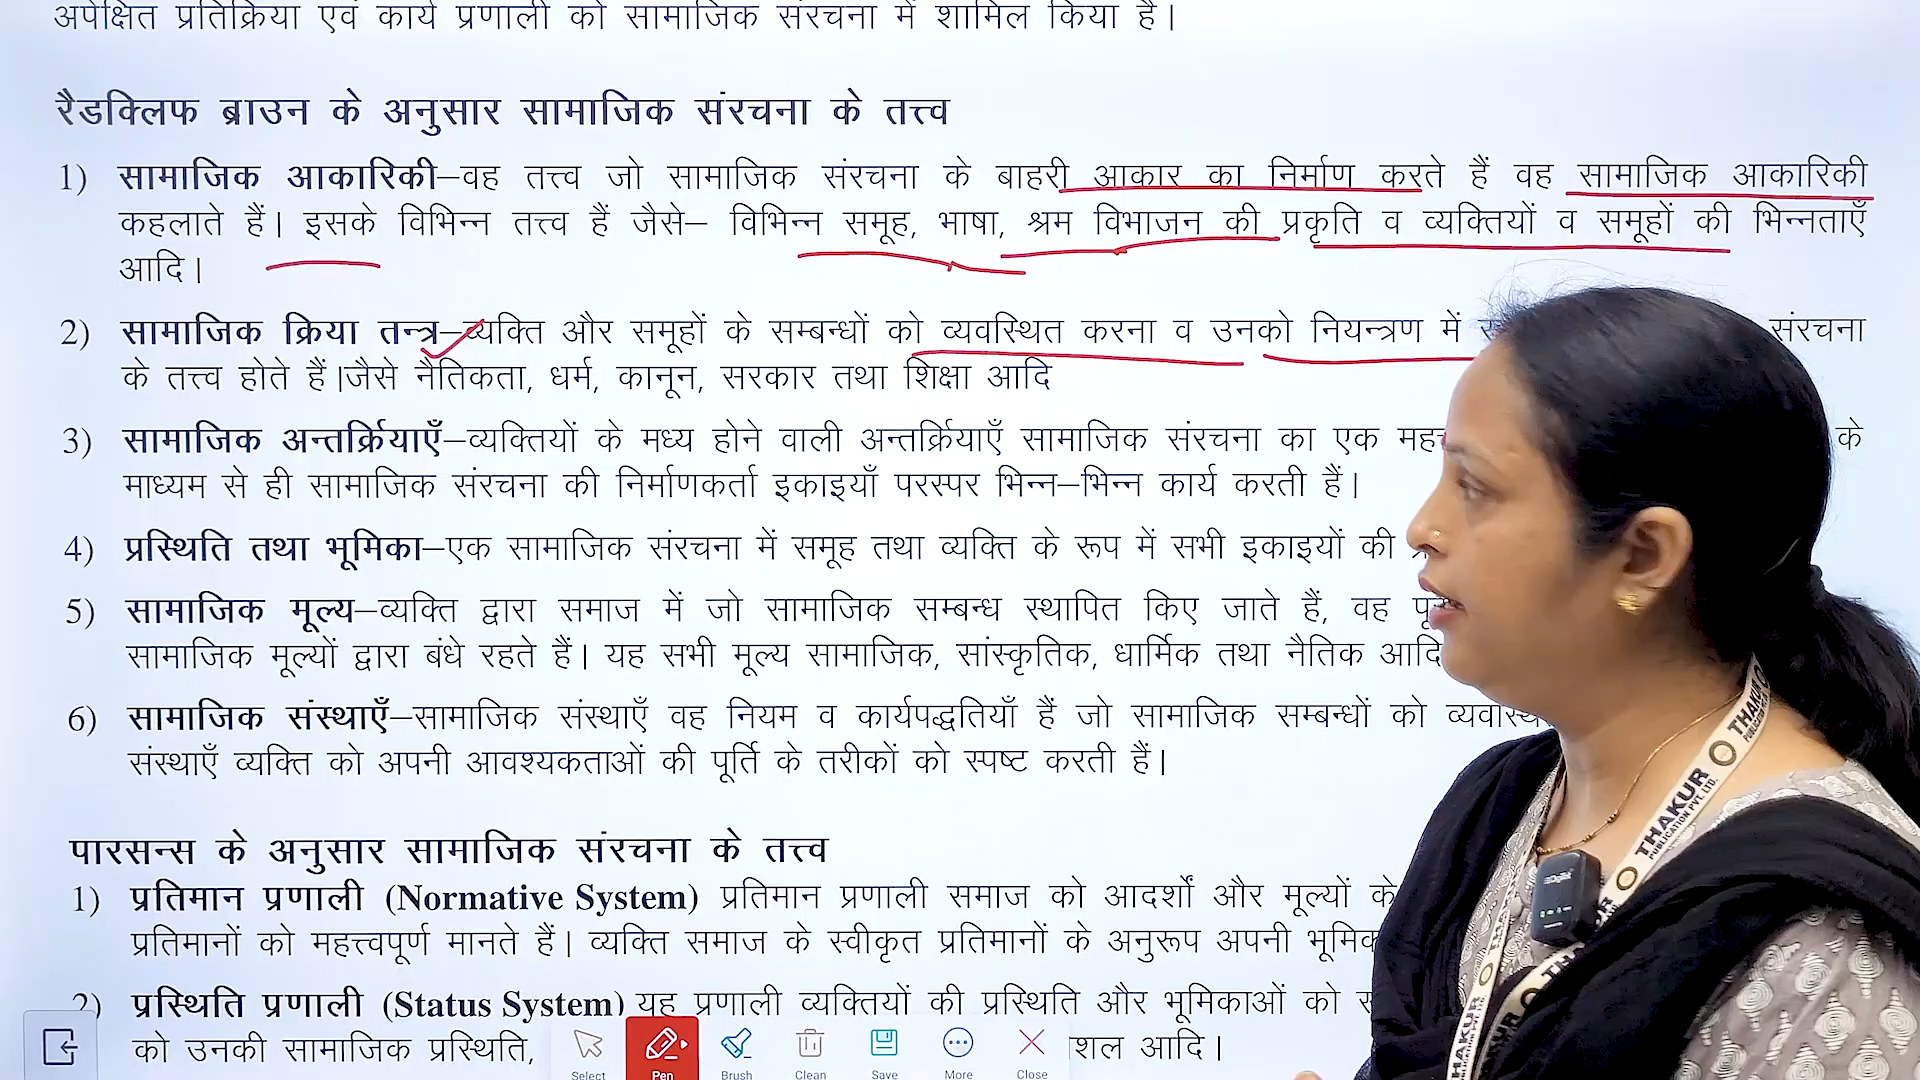 अपेक्षित प्रतिक्रिया एवं कार्य प्रणाली को सामाजिक संरचना में शामिल किया है।
रैडक्लिफ ब्राउन के अनुसार सामाजिक संरचना के तत्त्व
1) सामाजिक आकारिकी–वह तत्त्व जो सामाजिक संरचना के बाहरी आकार का निर्माण करते हैं वह सामाजिक आकारिकी
कहलाते हैं। इसके विभिन्न तत्त्व हैं जैसे– विभिन्न समूह, भाषा, श्रम विभाजन की प्रकृति व व्यक्तियों व समूहों की भिन्नताएँ
आदि।
2) सामाजिक क्रिया तन्त्र–व्यक्ति और समूहों के सम्बन्धों को व्यवस्थित करना व उनको नियन्त्रण में संरचना
के तत्त्व होते हैं।जैसे नैतिकता, धर्म, कानून, सरकार तथा शिक्षा आदि
3) सामाजिक अन्तर्क्रियाएँ–व्यक्तियों के मध्य होने वाली अन्तर्क्रियाएँ सामाजिक संरचना का एक के
माध्यम से ही सामाजिक संरचना की निर्माणकर्ता इकाइयाँ परस्पर भिन्न–भिन्न कार्य करती हैं।
4) प्रस्थिति तथा भूमिका–एक सामाजिक संरचना में समूह तथा व्यक्ति के रूप में सभी इकाइयों की
5) सामाजिक मूल्य–व्यक्ति द्वारा समाज में जो सामाजिक सम्बन्ध स्थापित किए जाते हैं, वह
सामाजिक मूल्यों द्वारा बंधे रहते हैं। यह सभी मूल्य सामाजिक, सांस्कृतिक, धार्मिक तथा नैतिक आदि
6) सामाजिक संस्थाएँ–सामाजिक संस्थाएँ वह नियम व कार्यपद्धतियाँ हैं जो सामाजिक सम्बन्धों को
संस्थाएँ व्यक्ति को अपनी आवश्यकताओं की पूर्ति के तरीकों को स्पष्ट करती हैं।
पारसन्स के अनुसार सामाजिक संरचना के तत्त्व
1) प्रतिमान प्रणाली (Normative System) प्रतिमान प्रणाली समाज को आदर्शों और मूल्यों के
प्रतिमानों को महत्त्वपूर्ण मानते हैं। व्यक्ति समाज के स्वीकृत प्रतिमानों के अनुरूप अपनी
2) प्रस्थिति प्रणाली (Status System) यह प्रणाली व्यक्तियों की प्रस्थिति और भूमिकाओं को
को उनकी सामाजिक प्रस्थिति, आदि।
Select Pen Brush Clean Save More Close
THAKUR
PUBLICATION PVT. LTD.